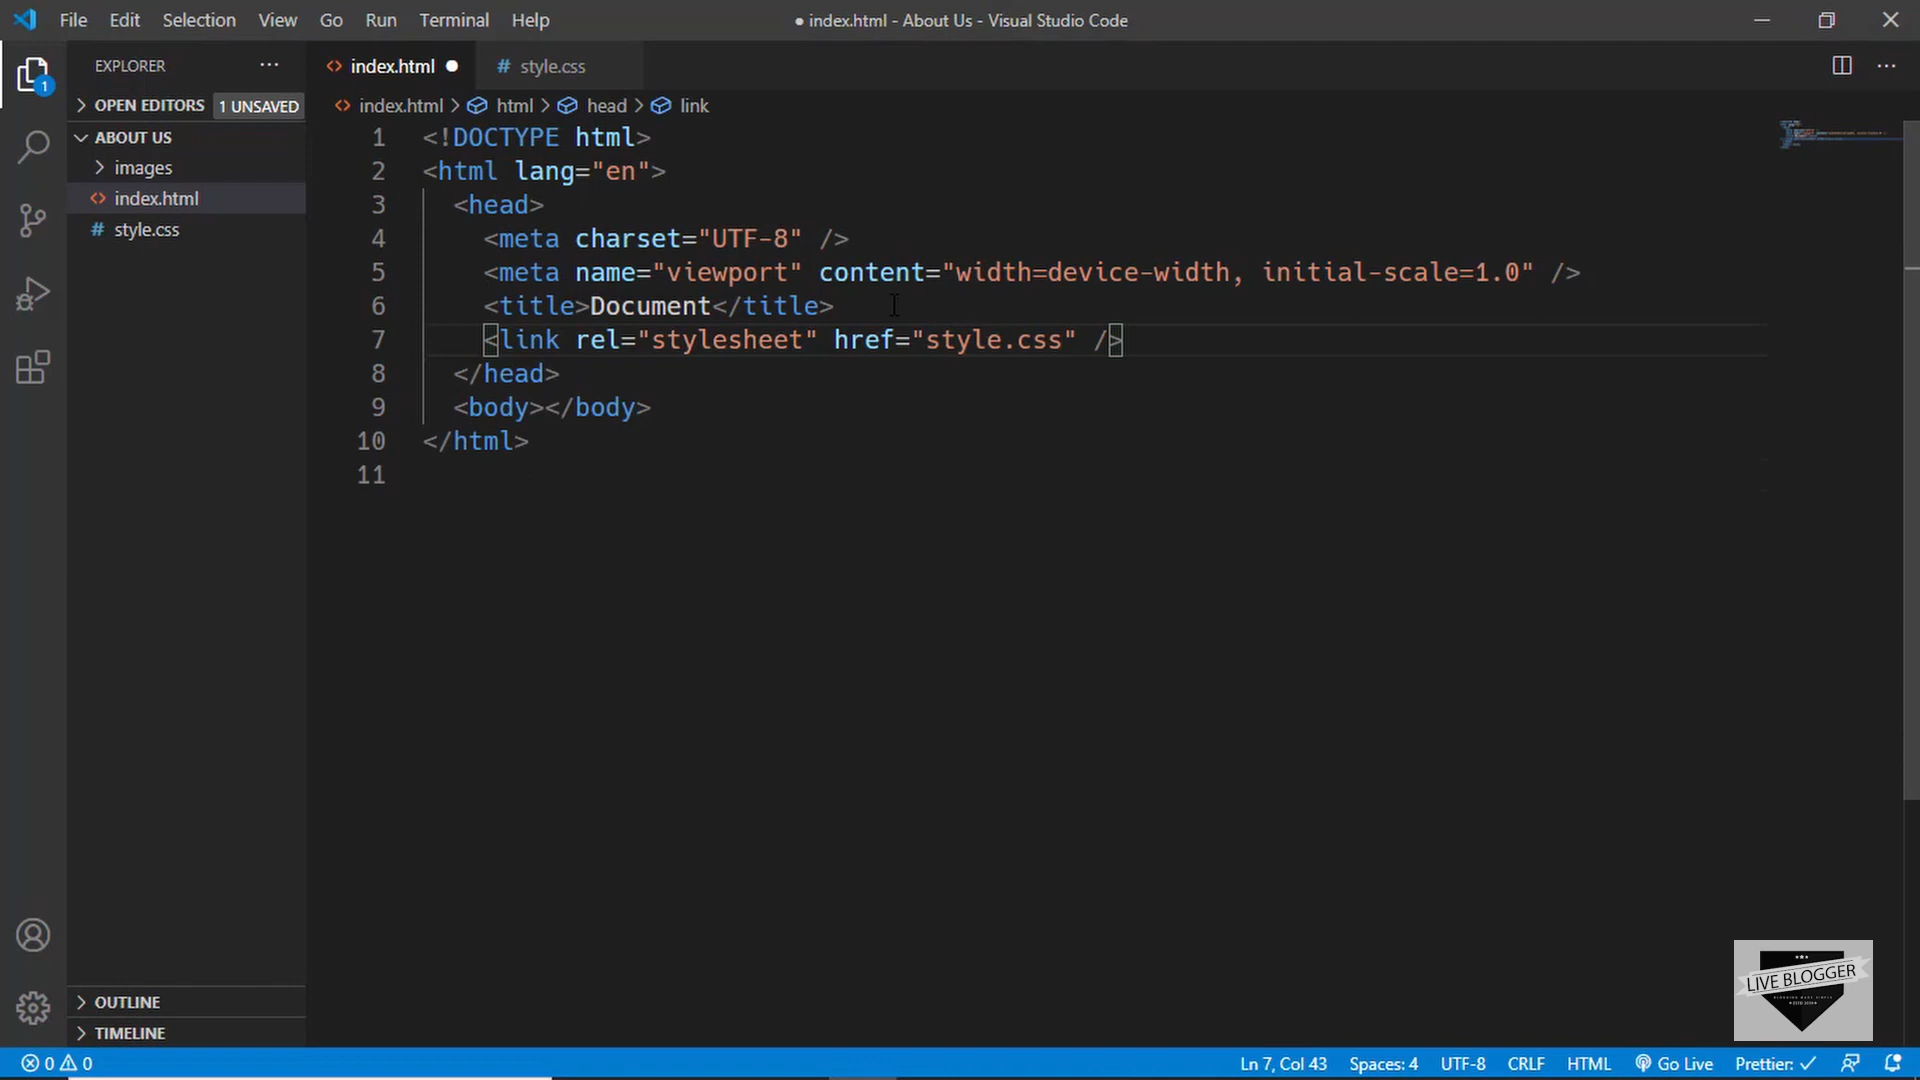 File Edit Selection View Go Run Terminal Help
● index.html - About Us - Visual Studio Code
EXPLORER ...
OPEN EDITORS 1 UNSAVED
ABOUT US
images
index.html
style.css
OUTLINE
TIMELINE
1
index.html ●
# style.css
index.html > html > head > link
1 <!DOCTYPE html>
2 <html lang="en">
3 <head>
4 <meta charset="UTF-8" />
5 <meta name="viewport" content="width=device-width, initial-scale=1.0" />
6 <title>Document</title>
7 <link rel="stylesheet" href="style.css" />
8 </head>
9 <body></body>
10 </html>
11
LIVE BLOGGER
0 0
Ln 7, Col 43 Spaces: 4 UTF-8 CRLF HTML Go Live Prettier: ✓